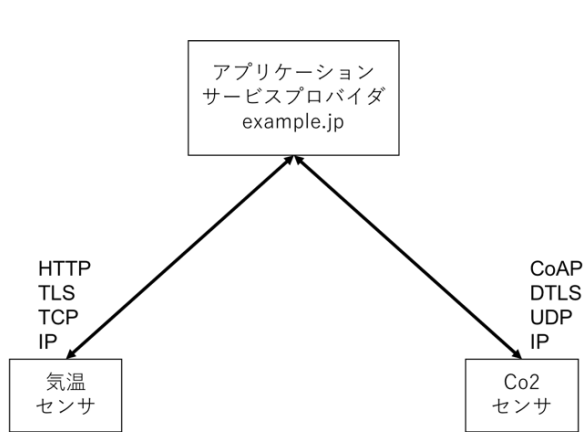 アプリケーション
サービスプロバイダ
example.jp
HTTP
TLS
TCP
IP
CoAP
DTLS
UDP
IP
気温
センサ
Co2
センサ